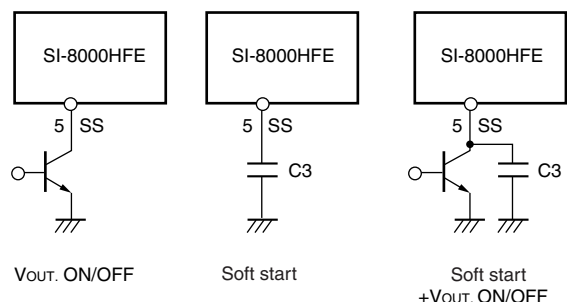 SI-8000HFE
5 SS
VOUT. ON/OFF
SI-8000HFE
5 SS
C3
Soft start
SI-8000HFE
5 SS
C3
Soft start
+VOUT. ON/OFF